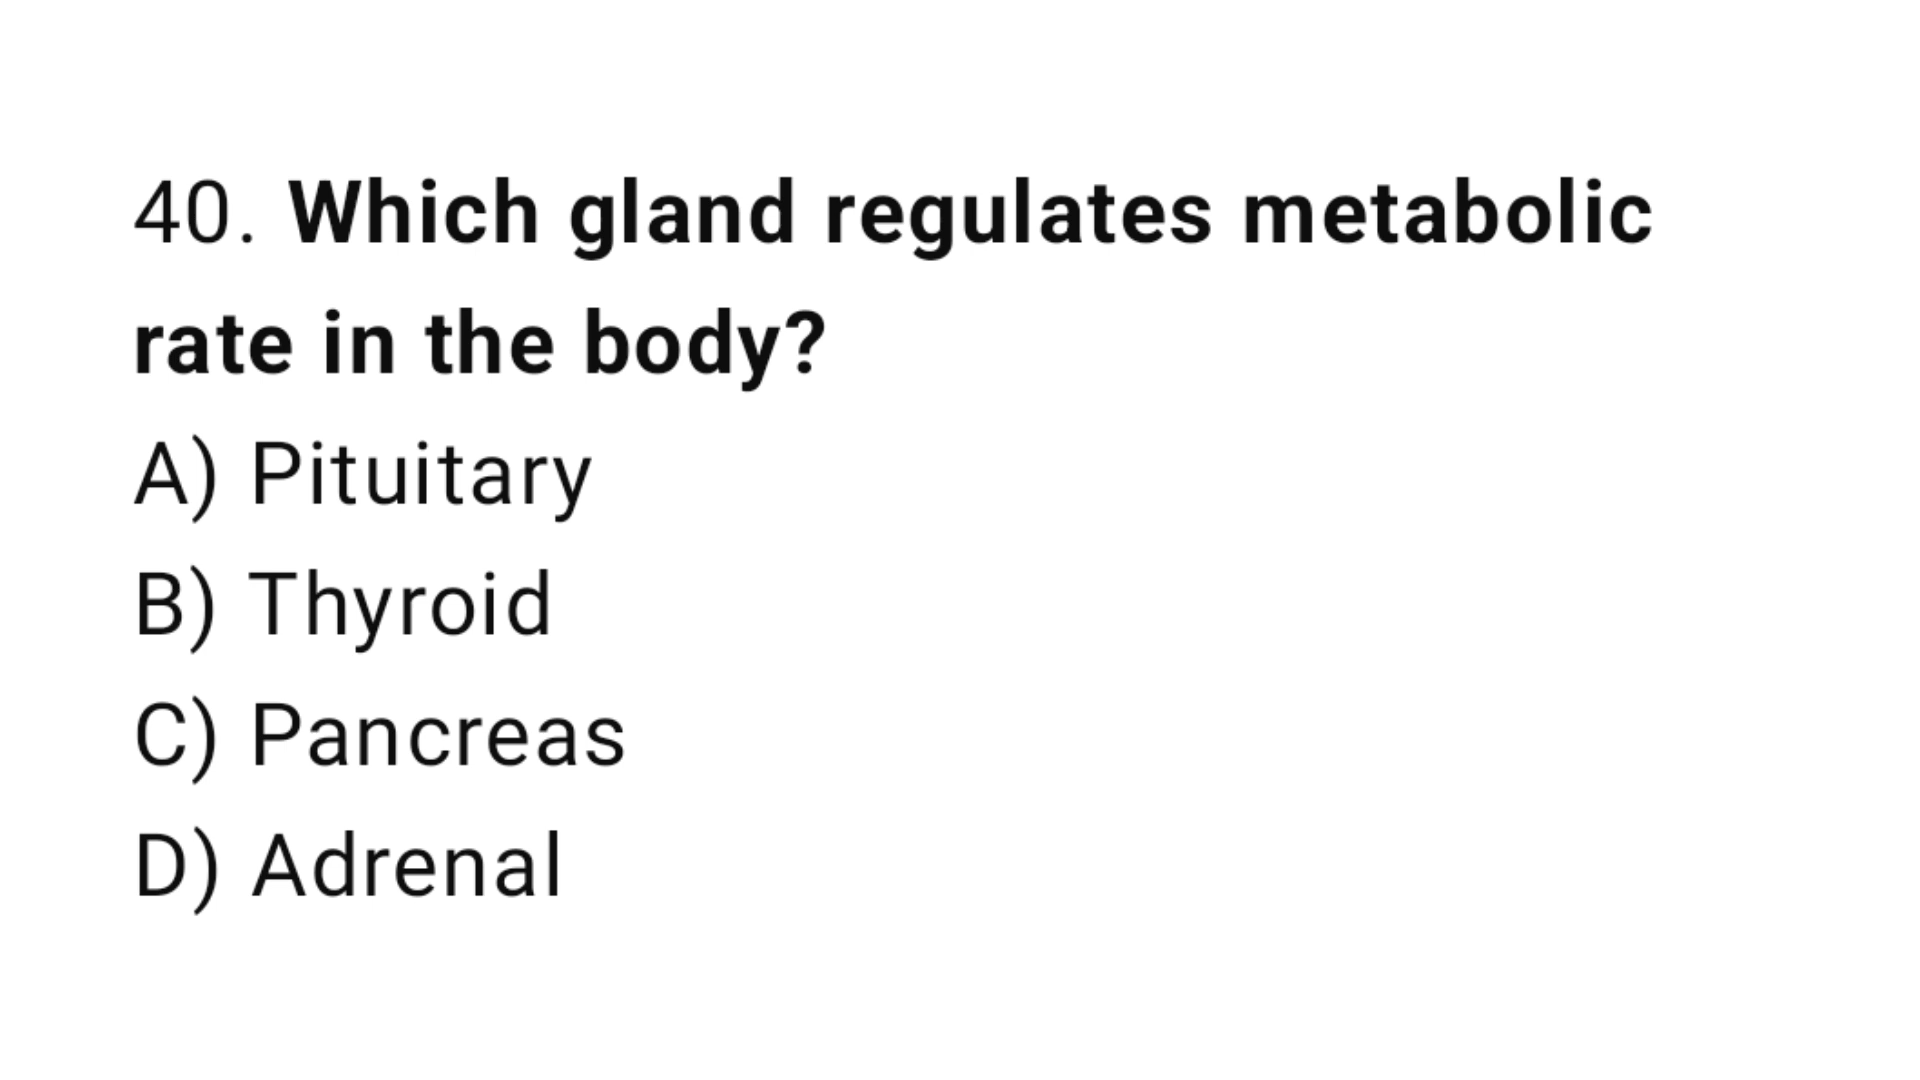 40. Which gland regulates metabolic
rate in the body?
A) Pituitary
B) Thyroid
C) Pancreas
D) Adrenal